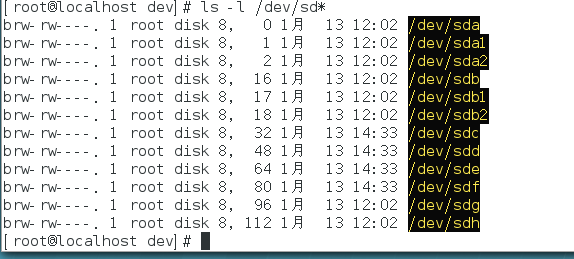 [root@localhost dev]# ls -l /dev/sd*
brw-rw----. 1 root disk 8,   0 1月  13 12:02 /dev/sda
brw-rw----. 1 root disk 8,   1 1月  13 12:02 /dev/sda1
brw-rw----. 1 root disk 8,   2 1月  13 12:02 /dev/sda2
brw-rw----. 1 root disk 8,  16 1月  13 12:02 /dev/sdb
brw-rw----. 1 root disk 8,  17 1月  13 12:02 /dev/sdb1
brw-rw----. 1 root disk 8,  18 1月  13 12:02 /dev/sdb2
brw-rw----. 1 root disk 8,  32 1月  13 14:33 /dev/sdc
brw-rw----. 1 root disk 8,  48 1月  13 14:33 /dev/sdd
brw-rw----. 1 root disk 8,  64 1月  13 14:33 /dev/sde
brw-rw----. 1 root disk 8,  80 1月  13 14:33 /dev/sdf
brw-rw----. 1 root disk 8,  96 1月  13 12:02 /dev/sdg
brw-rw----. 1 root disk 8, 112 1月  13 12:02 /dev/sdh
[root@localhost dev]#